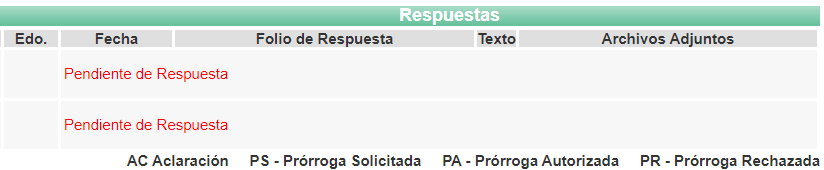 Respuestas
Edo. Fecha Folio de Respuesta Texto Archivos Adjuntos
Pendiente de Respuesta
Pendiente de Respuesta
AC Aclaración PS - Prórroga Solicitada PA - Prórroga Autorizada PR - Prórroga Rechazada